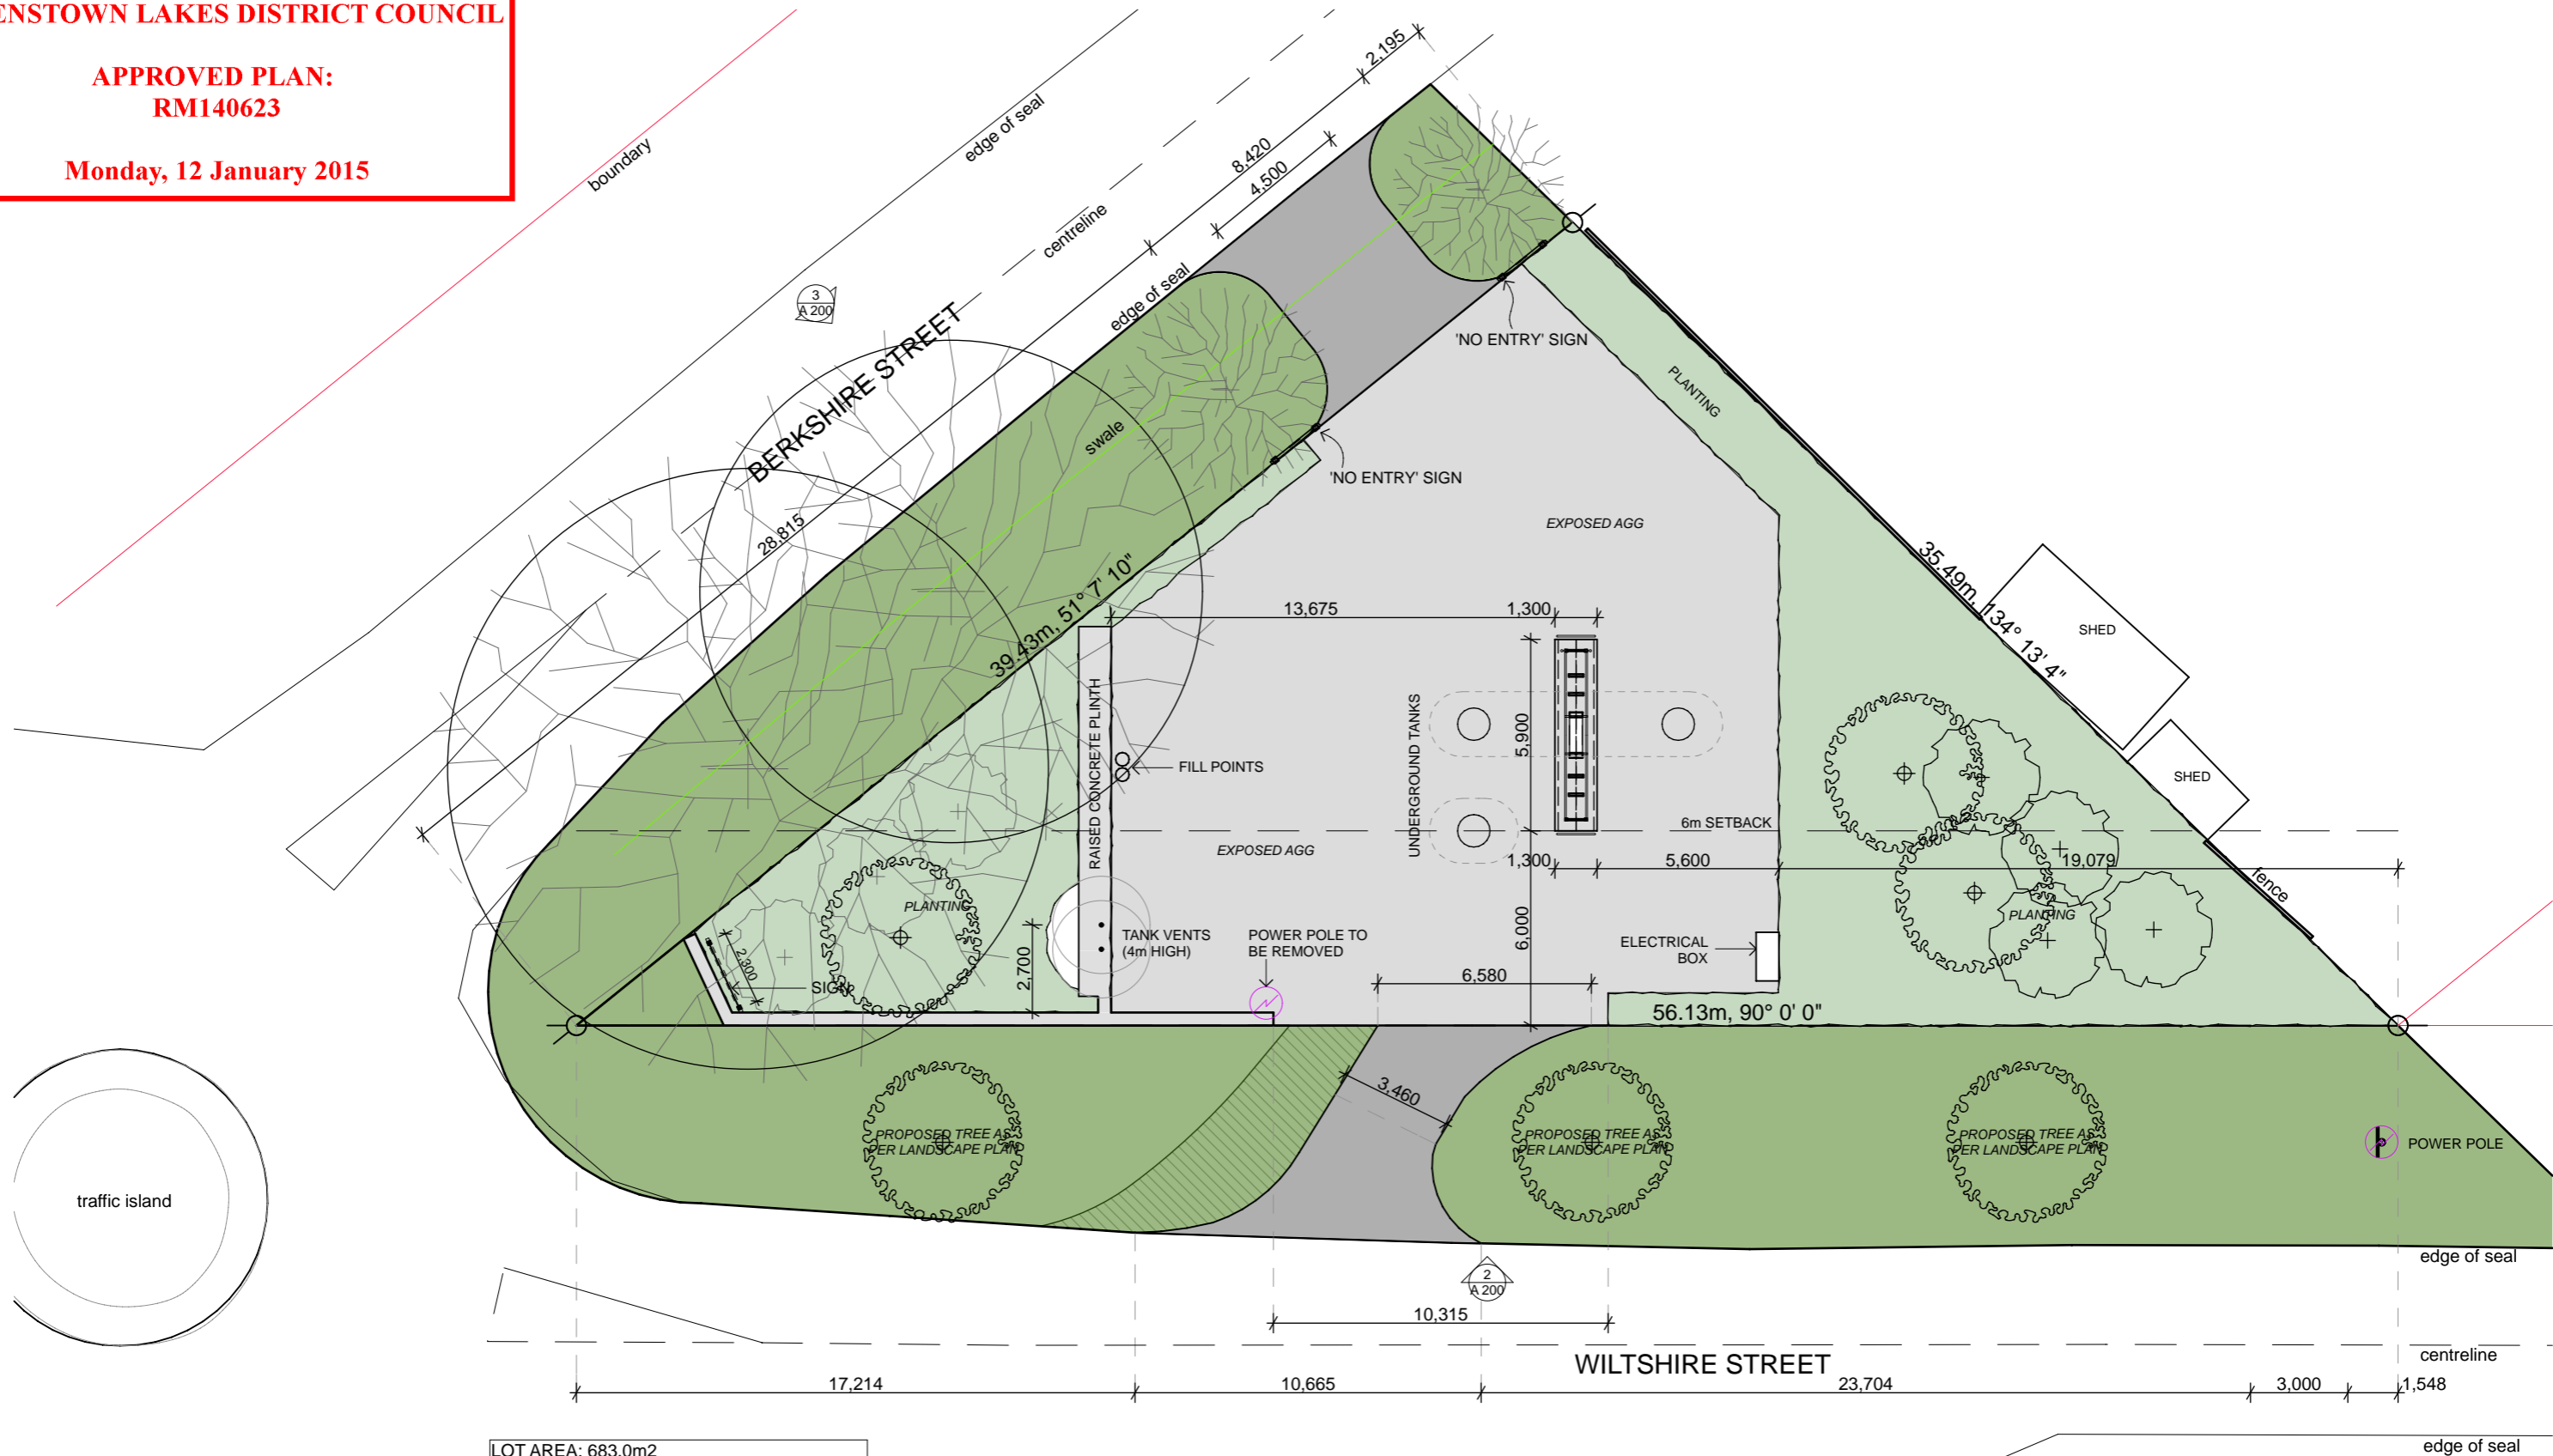 ENSTOWN LAKES DISTRICT COUNCIL
APPROVED PLAN:
RM140623
Monday, 12 January 2015
boundary
edge of seal
centreline
2,195
8,420
4,500
edge of seal
3
A 200
BERKSHIRE STREET
28,815
swale
39.43m, 51° 7' 10"
'NO ENTRY' SIGN
'NO ENTRY' SIGN
PLANTING
EXPOSED AGG
35.49m, 134° 13' 4"
SHED
SHED
fence
13,675
1,300
5,900
RAISED CONCRETE PLINTH
FILL POINTS
UNDERGROUND TANKS
6m SETBACK
EXPOSED AGG
1,300
5,600
19,079
PLANTING
PLANTING
2,300
SIGN
2,700
TANK VENTS
(4m HIGH)
POWER POLE TO
BE REMOVED
6,000
6,580
ELECTRICAL
BOX
56.13m, 90° 0' 0"
3,460
PROPOSED TREE AS
PER LANDSCAPE PLAN
PROPOSED TREE AS
PER LANDSCAPE PLAN
PROPOSED TREE AS
PER LANDSCAPE PLAN
POWER POLE
traffic island
edge of seal
2
A 200
10,315
WILTSHIRE STREET
centreline
17,214
10,665
23,704
3,000
1,548
LOT AREA: 683.0m2
edge of seal